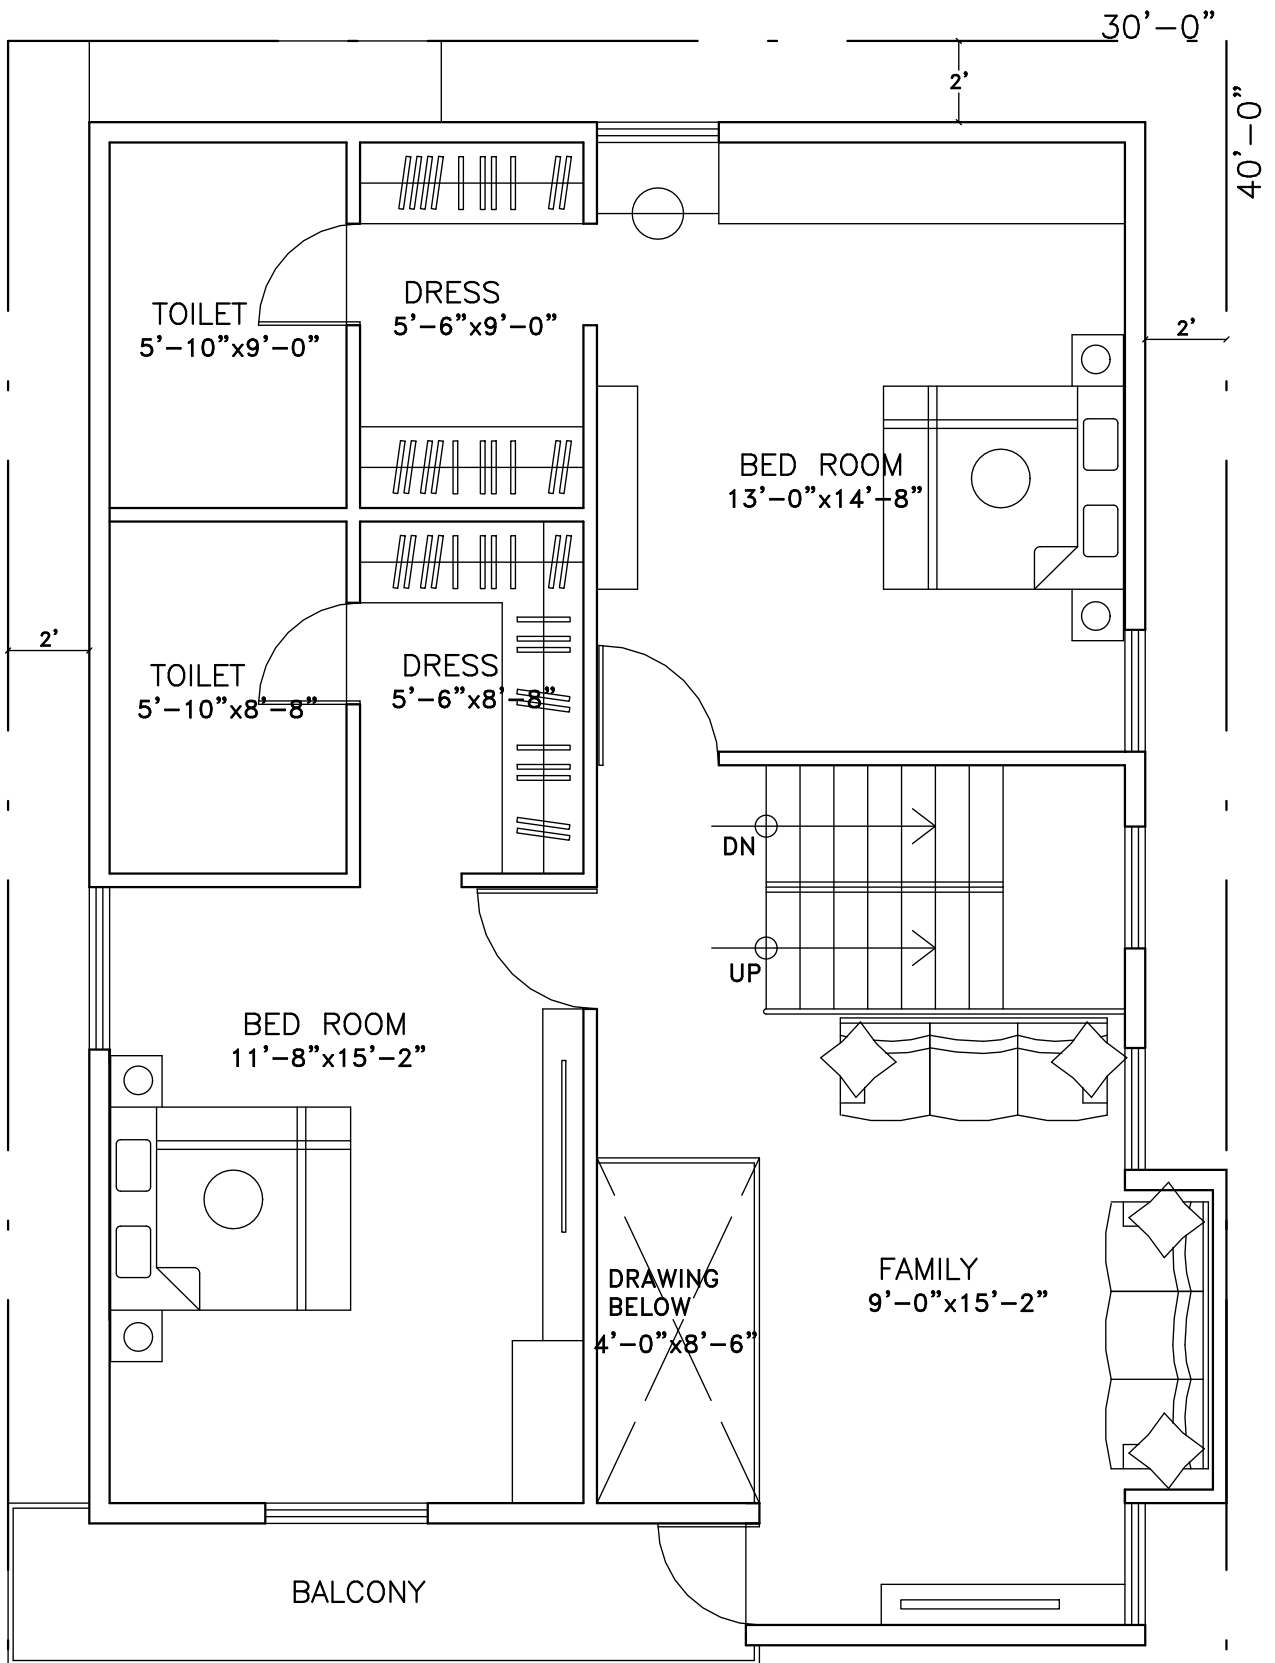 30'-0"
40'-0"
2'
2'
DRESS
5'-6"x9'-0"
TOILET
5'-10"x9'-0"
BED ROOM
13'-0"x14'-8"
2'
DRESS
5'-6"x8'-8"
TOILET
5'-10"x8'-8"
DN
UP
BED ROOM
11'-8"x15'-2"
DRAWING
BELOW
4'-0"x8'-6"
FAMILY
9'-0"x15'-2"
BALCONY